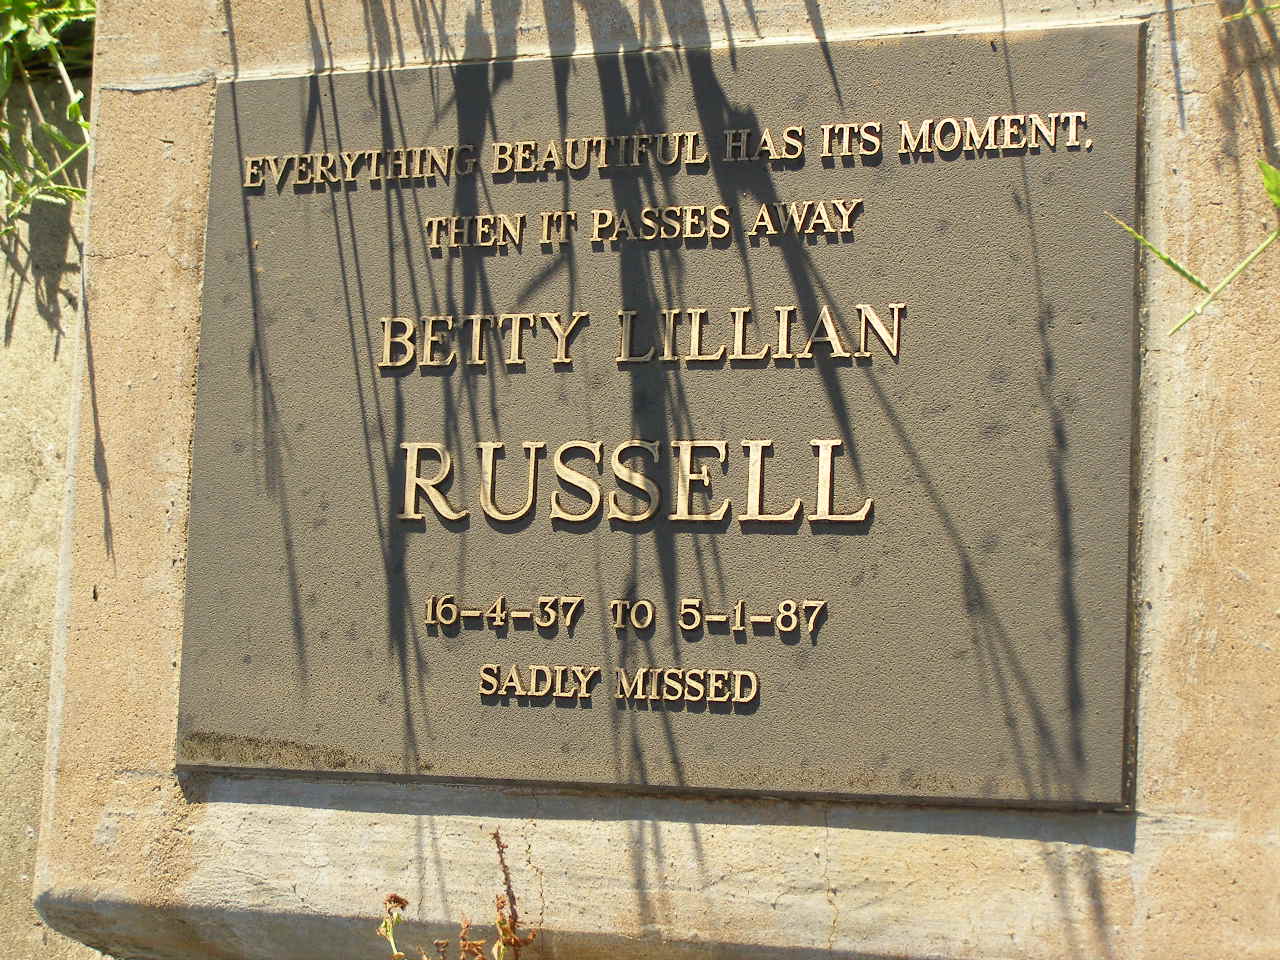 EVERYTHING BEAUTIFUL HAS ITS MOMENT,
THEN IT PASSES AWAY
BETTY LILLIAN
RUSSELL
16-4-37 TO 5-1-87
SADLY MISSED